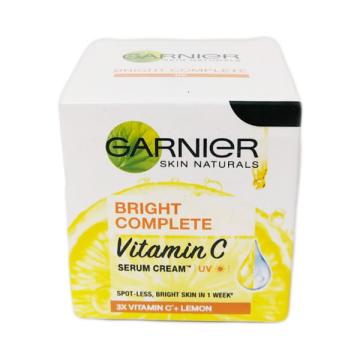 BRIGHT COMPLETE
GARNIER
SKIN NATURALS
BRIGHT
COMPLETE
Vitamin C
SERUM CREAM™ UV
SPOT-LESS, BRIGHT SKIN IN 1 WEEK*
3X VITAMIN C* + LEMON